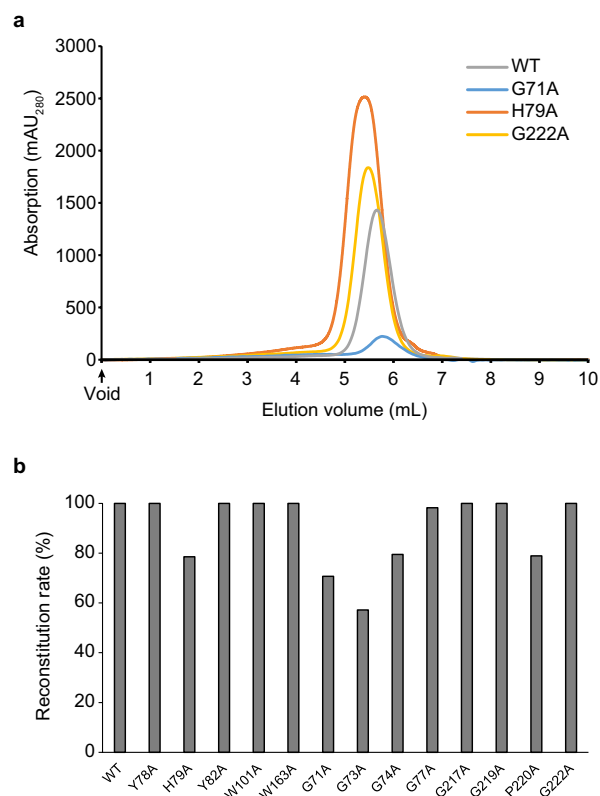 a
3000
2500
2000
1500
1000
500
0
Absorption (mAU280)
WT
G71A
H79A
G222A
1 2 3 4 5 6 7 8 9 10
Void
Elution volume (mL)
b
100
80
60
40
20
0
Reconstitution rate (%)
WT Y78A H79A Y82A W101A W163A G71A G73A G74A G77A G217A G219A P220A G222A